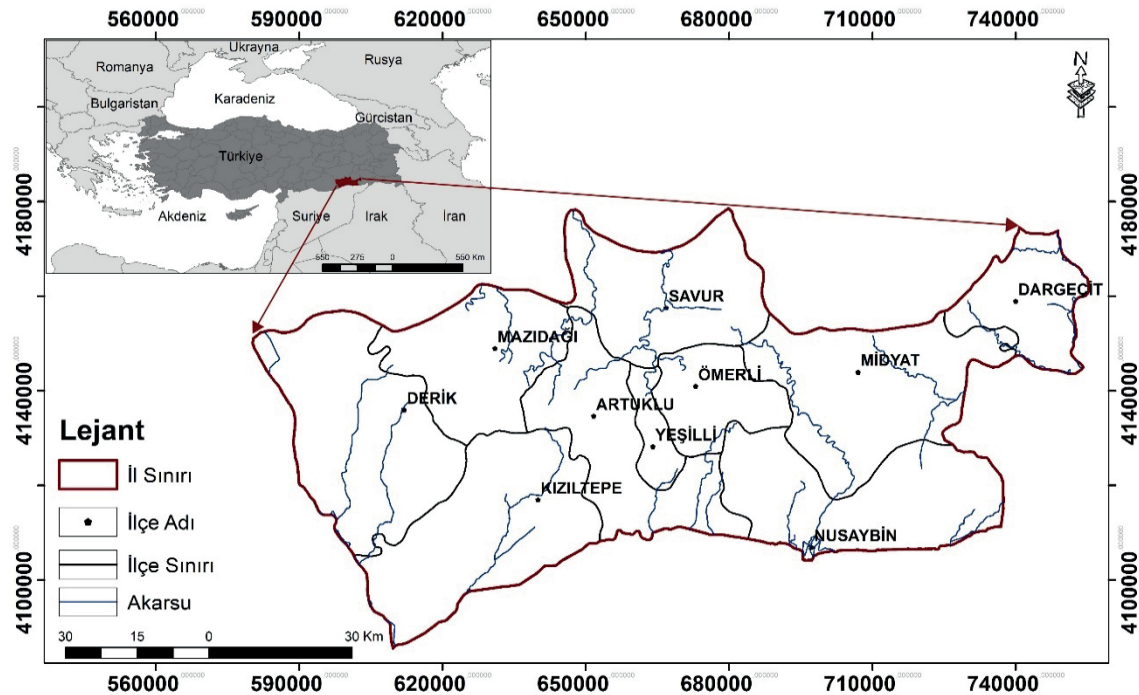 560000 590000 620000 650000 680000 710000 740000
N
Ukrayna
Romanya
Rusya
Bulgaristan
Karadeniz
Gürcistan
Türkiye
Akdeniz
Suriye
Irak
İran
550 275 0 550 Km
4180000
4180000
DARGEÇİT
SAVUR
MAZIDAĞI
MİDYAT
ÖMERLİ
4140000
4140000
DERİK
ARTUKLU
YEŞİLLİ
KIZILTEPE
NUSAYBİN
4100000
4100000
Lejant
İl Sınırı
İlçe Adı
İlçe Sınırı
Akarsu
30 15 0 30 Km
560000 590000 620000 650000 680000 710000 740000